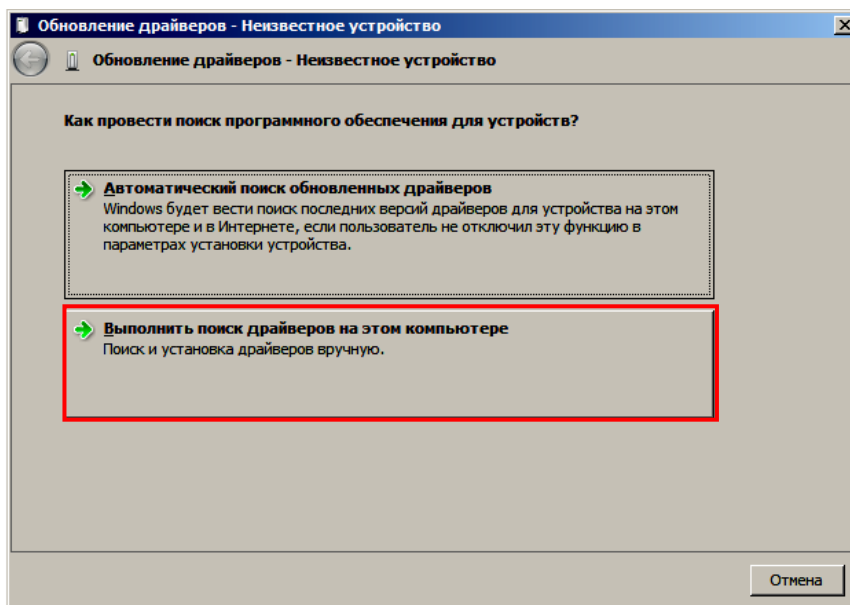 Обновление драйверов - Неизвестное устройство
Обновление драйверов - Неизвестное устройство
Как провести поиск программного обеспечения для устройств?
Автоматический поиск обновленных драйверов
Windows будет вести поиск последних версий драйверов для устройства на этом
компьютере и в Интернете, если пользователь не отключил эту функцию в
параметрах установки устройства.
Выполнить поиск драйверов на этом компьютере
Поиск и установка драйверов вручную.
Отмена